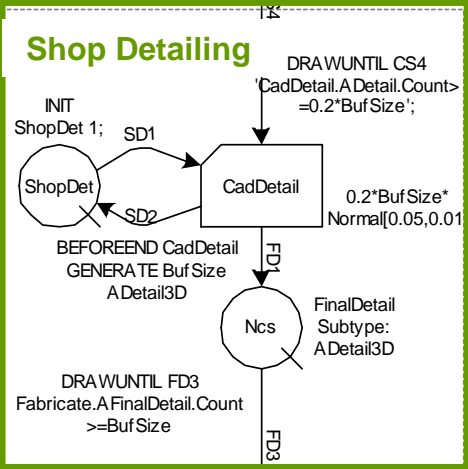 S4
Shop Detailing
DRAWUNTIL CS4
'CadDetail.ADetail.Count>
=0.2*BufSize';
INIT
ShopDet 1;
SD1
ShopDet
CadDetail
SD2
0.2*BufSize*
Normal[0.05,0.01
BEFOREEND CadDetail
GENERATE BufSize
ADetail3D
FD1
Ncs
FinalDetail
Subtype:
ADetail3D
DRAWUNTIL FD3
Fabricate.AFinalDetail.Count
>=BufSize
FD3